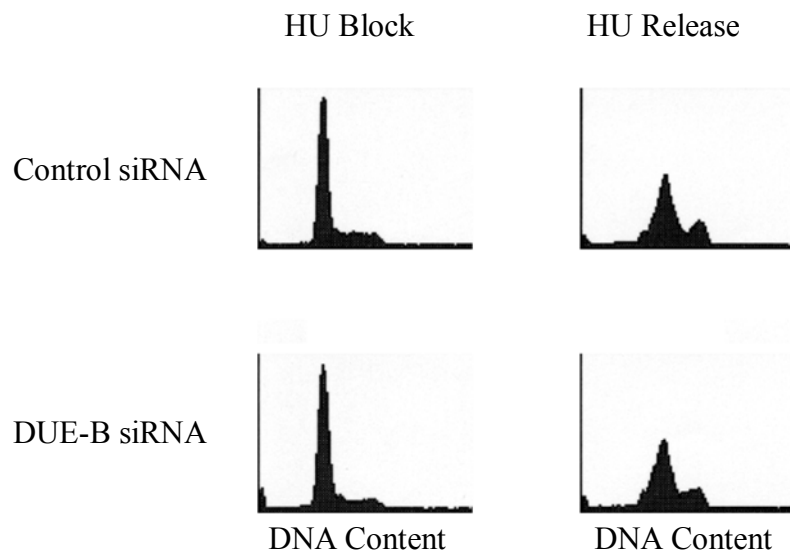 HU Block
HU Release
Control siRNA
DUE-B siRNA
DNA Content
DNA Content